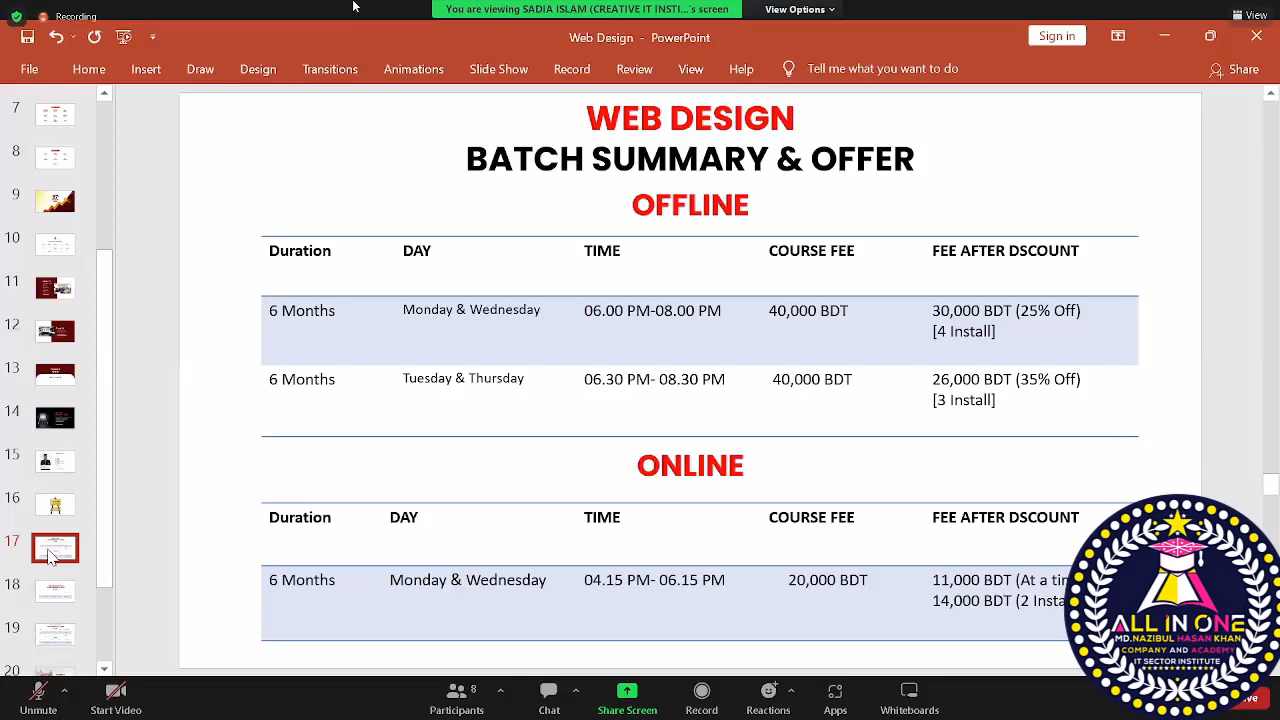 Recording
You are viewing SADIA ISLAM (CREATIVE IT INSTI...'s screen
View Options
View
Web Design - PowerPoint
Sign in
File Home Insert Draw Design Transitions Animations Slide Show Record Review View Help Tell me what you want to do Share
7
8
9
10
11
12
13
14
15
16
17
18
19
20
WEB DESIGN
BATCH SUMMARY & OFFER
OFFLINE
Duration DAY TIME COURSE FEE FEE AFTER DSCOUNT
6 Months Monday & Wednesday 06.00 PM-08.00 PM 40,000 BDT 30,000 BDT (25% Off)
[4 Install]
6 Months Tuesday & Thursday 06.30 PM- 08.30 PM 40,000 BDT 26,000 BDT (35% Off)
[3 Install]
ONLINE
Duration DAY TIME COURSE FEE FEE AFTER DSCOUNT
6 Months Monday & Wednesday 04.15 PM- 06.15 PM 20,000 BDT 11,000 BDT (At a
14,000 BDT (2
ALL IN ONE
MD.NAZIBUL HASAN KHAN
COMPANY AND ACADEMY
IT SECTOR INSTITUTE
Unmute Start Video Participants 8 Chat Share Screen Record Reactions Apps Whiteboards